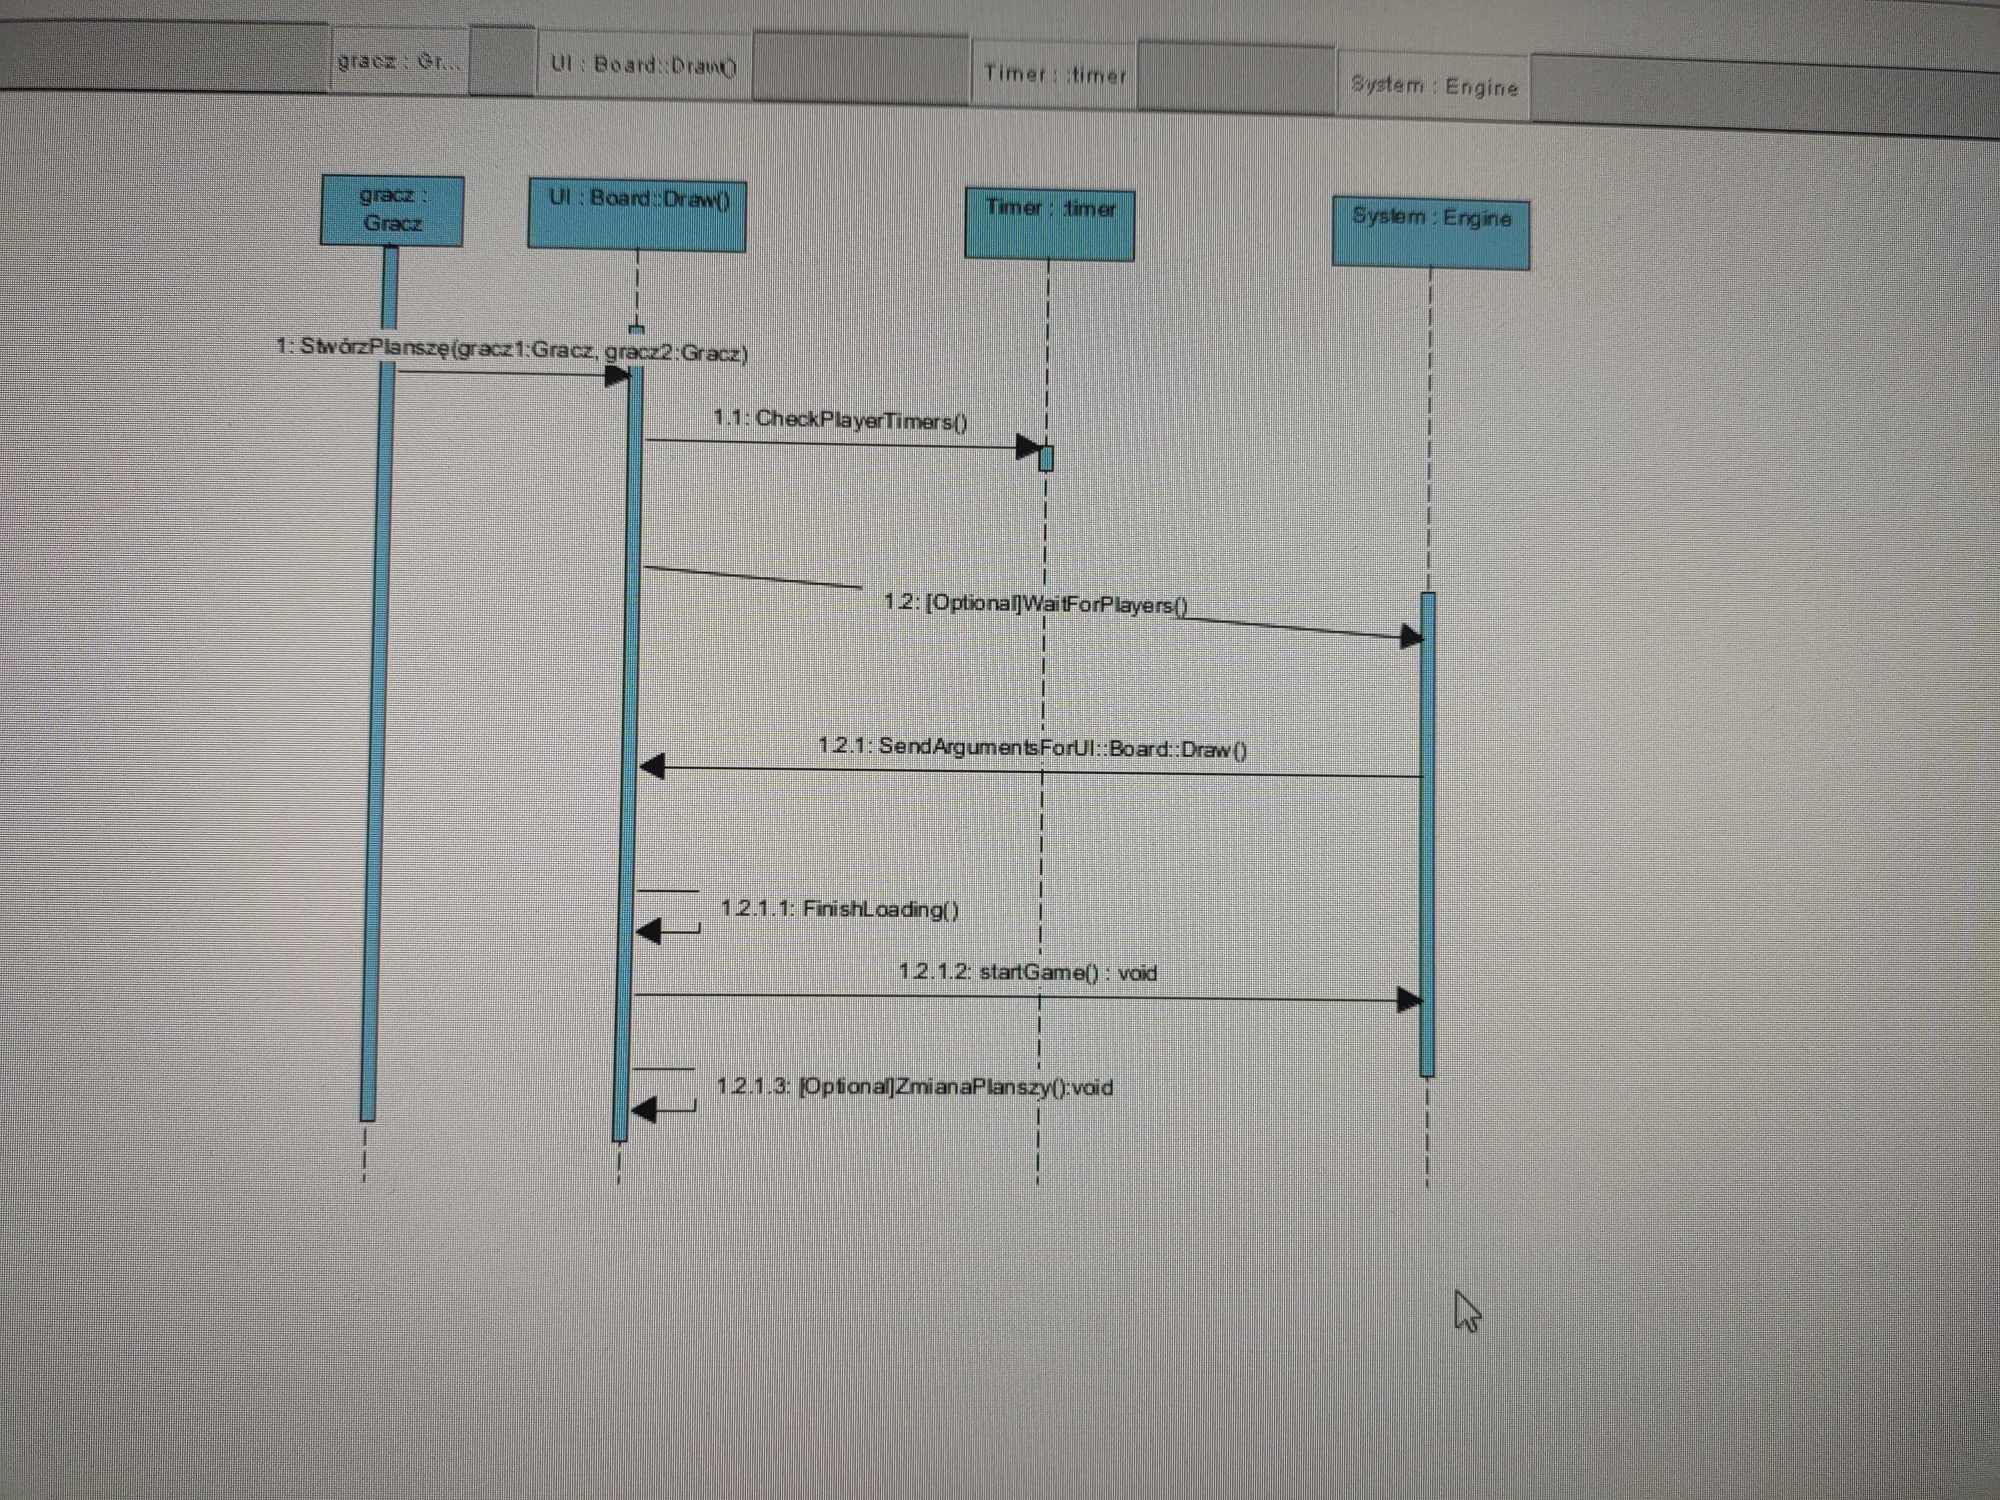 gracz : Gr...
UI : Board::Draw()
Timer : :timer
System : Engine
gracz :
Gracz
UI : Board::Draw()
Timer : :timer
System : Engine
1: StwórzPlanszę(gracz1:Gracz, gracz2:Gracz)
1.1: CheckPlayerTimers()
1.2: [Optional]WaitForPlayers()
1.2.1: SendArgumentsForUI::Board::Draw()
1.2.1.1: FinishLoading()
1.2.1.2: startGame() : void
1.2.1.3: [Optional]ZmianaPlanszy():void